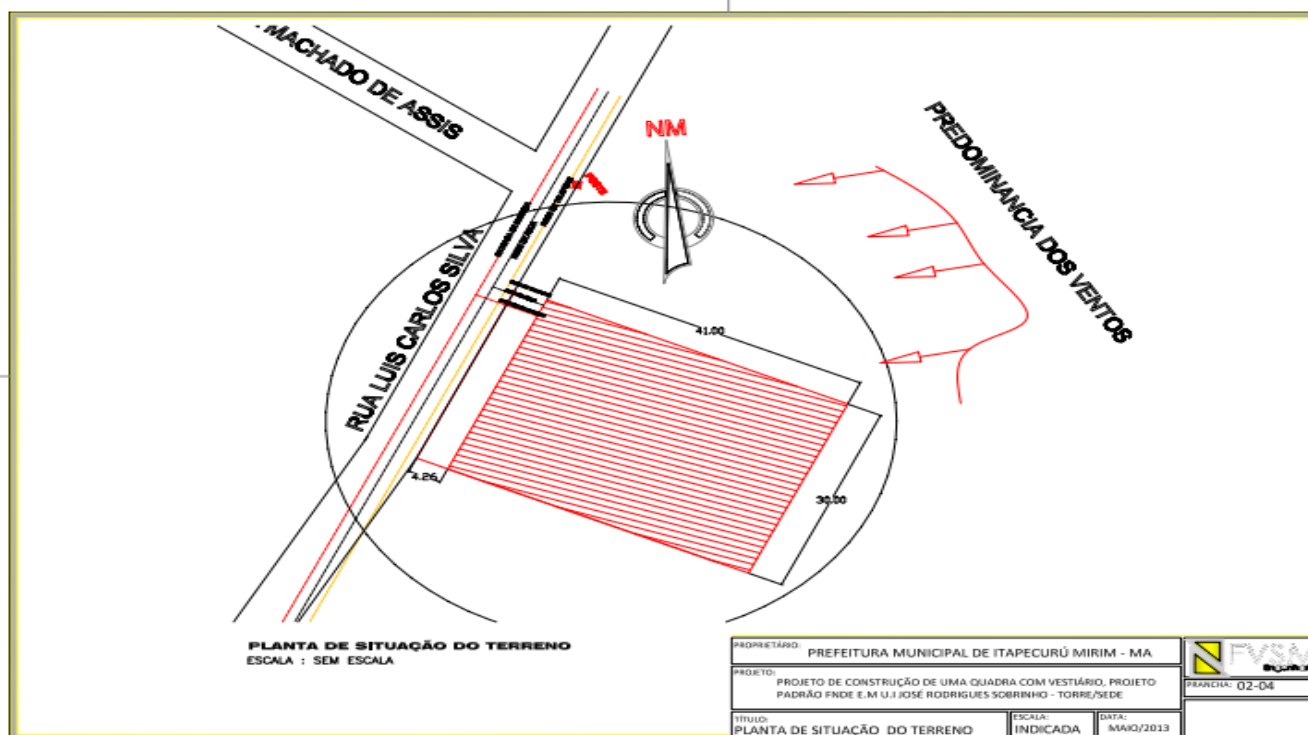 MACHADO DE ASSIS
NM
PREDOMINANCIA DOS VENTOS
RUA LUIS CARLOS SILVA
41.00
30.00
4.26
PLANTA DE SITUAÇÃO DO TERRENO
ESCALA : SEM ESCALA
PROPRIETÁRIO: PREFEITURA MUNICIPAL DE ITAPECURÚ MIRIM - MA
PROJETO:
PROJETO DE CONSTRUÇÃO DE UMA QUADRA COM VESTIÁRIO, PROJETO
PADRÃO FNDE E.M U.I JOSÉ RODRIGUES SOBRINHO - TORRE/SEDE
TÍTULO:
PLANTA DE SITUAÇÃO DO TERRENO
ESCALA:
INDICADA
DATA:
MAIO/2013
FVSM
PRANCHA: 02-04